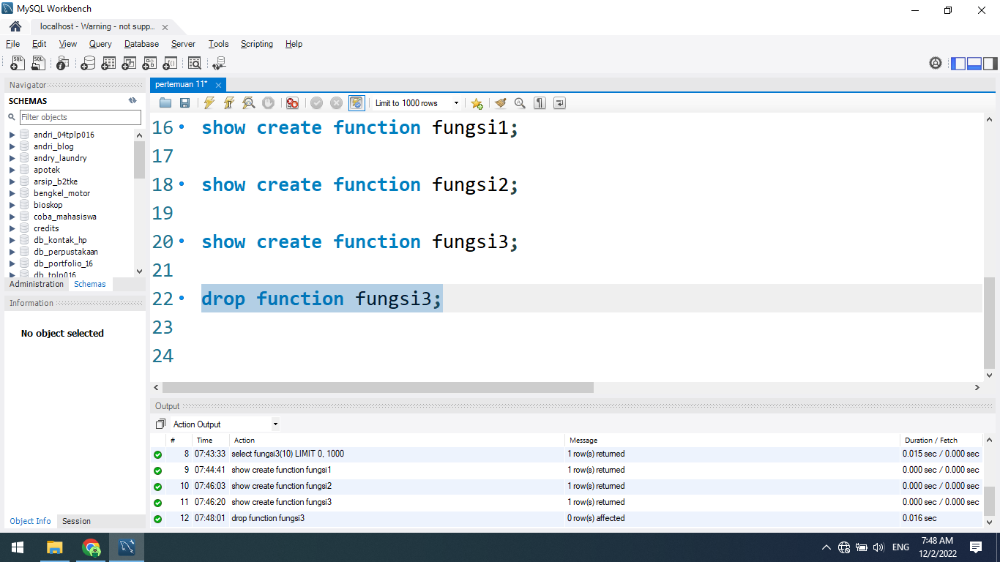 MySQL Workbench
localhost - Warning - not supp...
File Edit View Query Database Server Tools Scripting Help
Navigator
SCHEMAS
Filter objects
andri_04tplp016
andri_blog
andry_laundry
apotek
arsip_b2tke
bengkel_motor
bioskop
coba_mahasiswa
credits
db_kontak_hp
db_perpustakaan
db_portfolio_16
db_tplp016
Administration Schemas
Information
No object selected
Object Info Session
pertemuan 11*
Limit to 1000 rows
16 show create function fungsi1;
17
18 show create function fungsi2;
19
20 show create function fungsi3;
21
22 drop function fungsi3;
23
24
Output
Action Output
# Time Action Message Duration / Fetch
8 07:43:33 select fungsi3(10) LIMIT 0, 1000 1 row(s) returned 0.015 sec / 0.000 sec
9 07:44:41 show create function fungsi1 1 row(s) returned 0.000 sec / 0.000 sec
10 07:46:03 show create function fungsi2 1 row(s) returned 0.000 sec / 0.000 sec
11 07:46:20 show create function fungsi3 1 row(s) returned 0.000 sec / 0.000 sec
12 07:48:01 drop function fungsi3 0 row(s) affected 0.016 sec
ENG
7:48 AM
12/2/2022